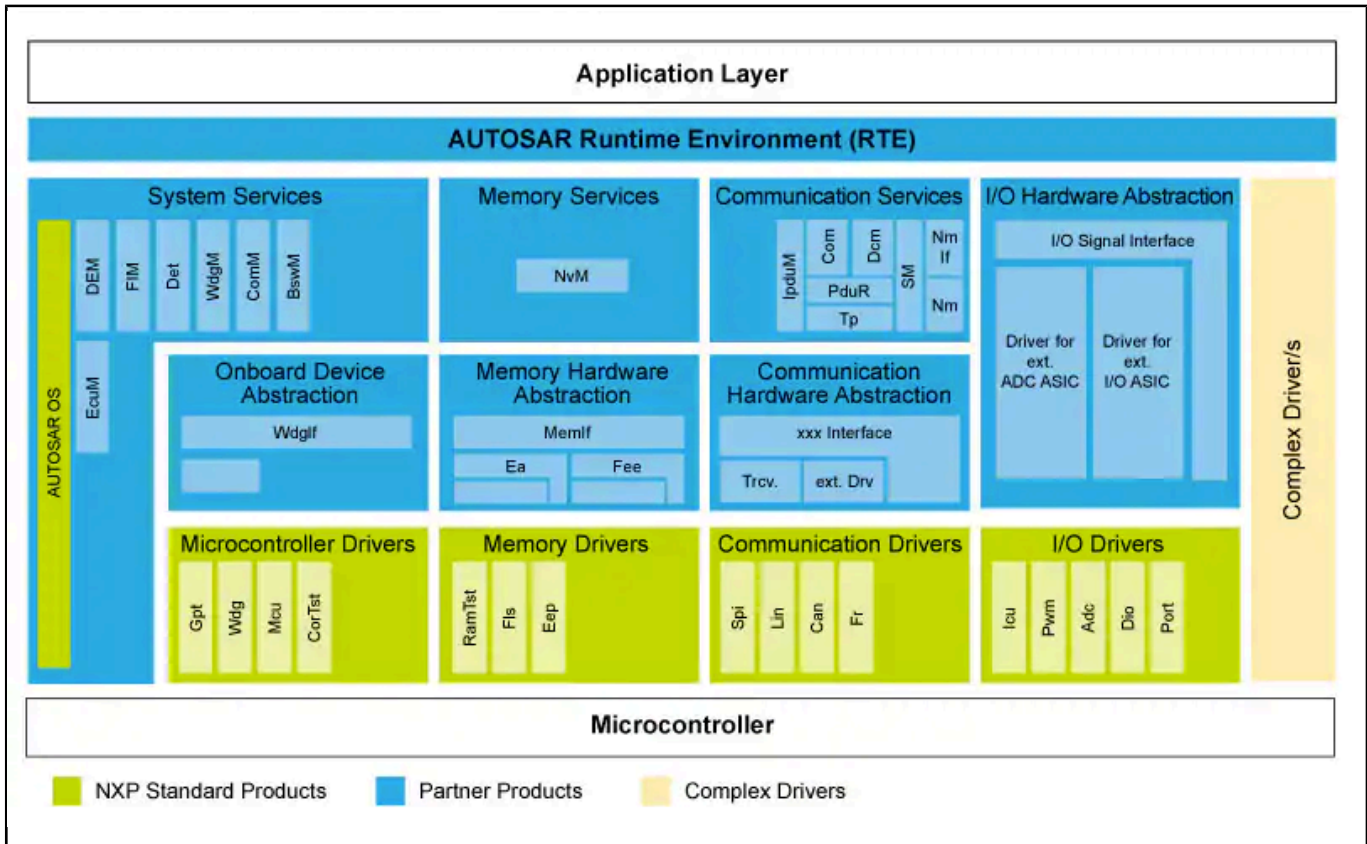 Application Layer
AUTOSAR Runtime Environment (RTE)
System Services
AUTOSAR OS
DEM
FIM
Det
WdgM
ComM
BswM
EcuM
Memory Services
NvM
Communication Services
IpduM
Com
Dcm
PduR
Tp
SM
Nm
If
Nm
I/O Hardware Abstraction
I/O Signal Interface
Driver for
ext.
ADC ASIC
Driver for
ext.
I/O ASIC
Complex Driver/s
Onboard Device
Abstraction
WdgIf
Memory Hardware
Abstraction
MemIf
Ea
Fee
Communication
Hardware Abstraction
xxx Interface
Trcv.
ext. Drv
Microcontroller Drivers
Gpt
Wdg
Mcu
CorTst
Memory Drivers
RamTst
Fls
Eep
Communication Drivers
Spi
Lin
Can
Fr
I/O Drivers
Icu
Pwm
Adc
Dio
Port
Microcontroller
NXP Standard Products
Partner Products
Complex Drivers